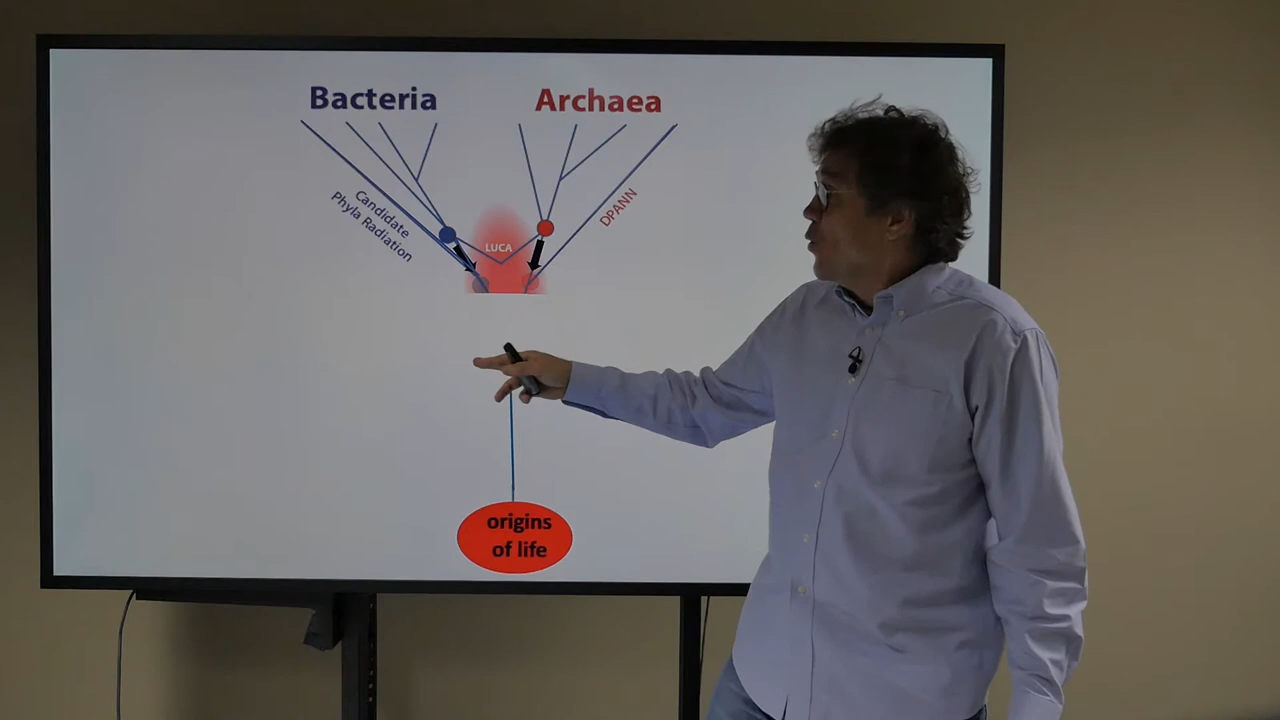 Bacteria
Archaea
Candidate
Phyla Radiation
LUCA
DPANN
origins
of life